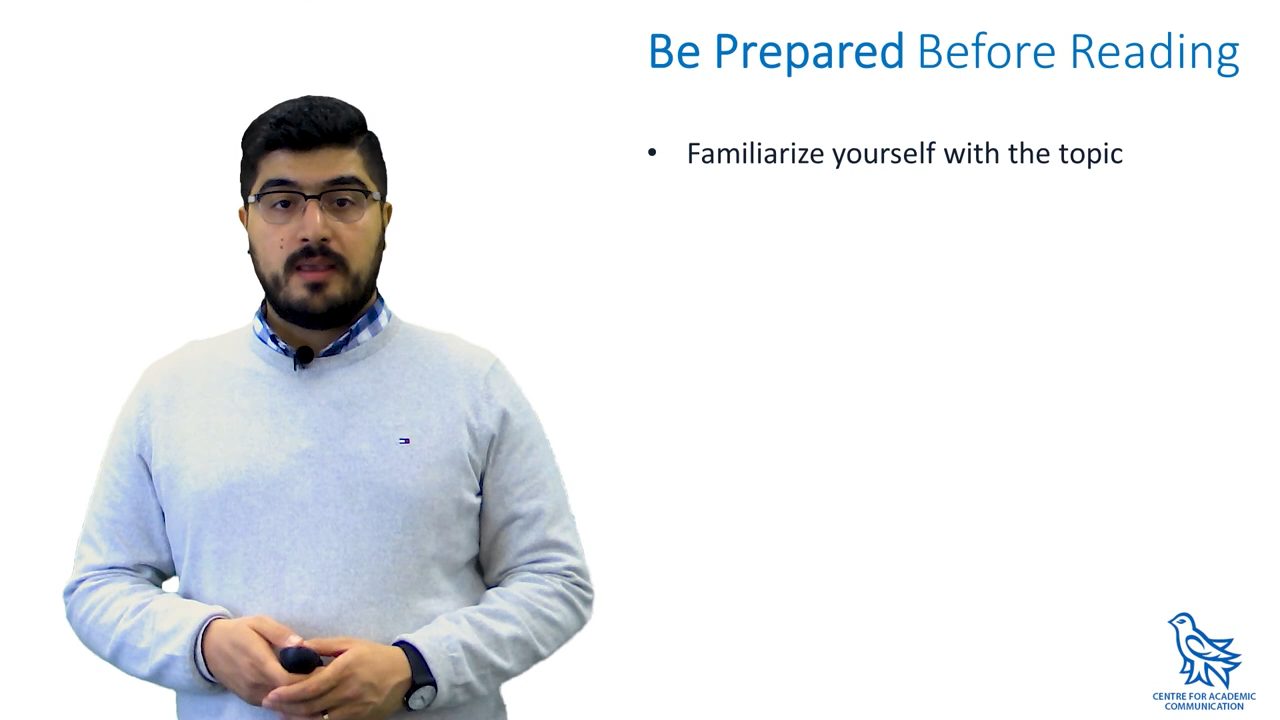 Be Prepared Before Reading
• Familiarize yourself with the topic
CENTRE FOR ACADEMIC
COMMUNICATION